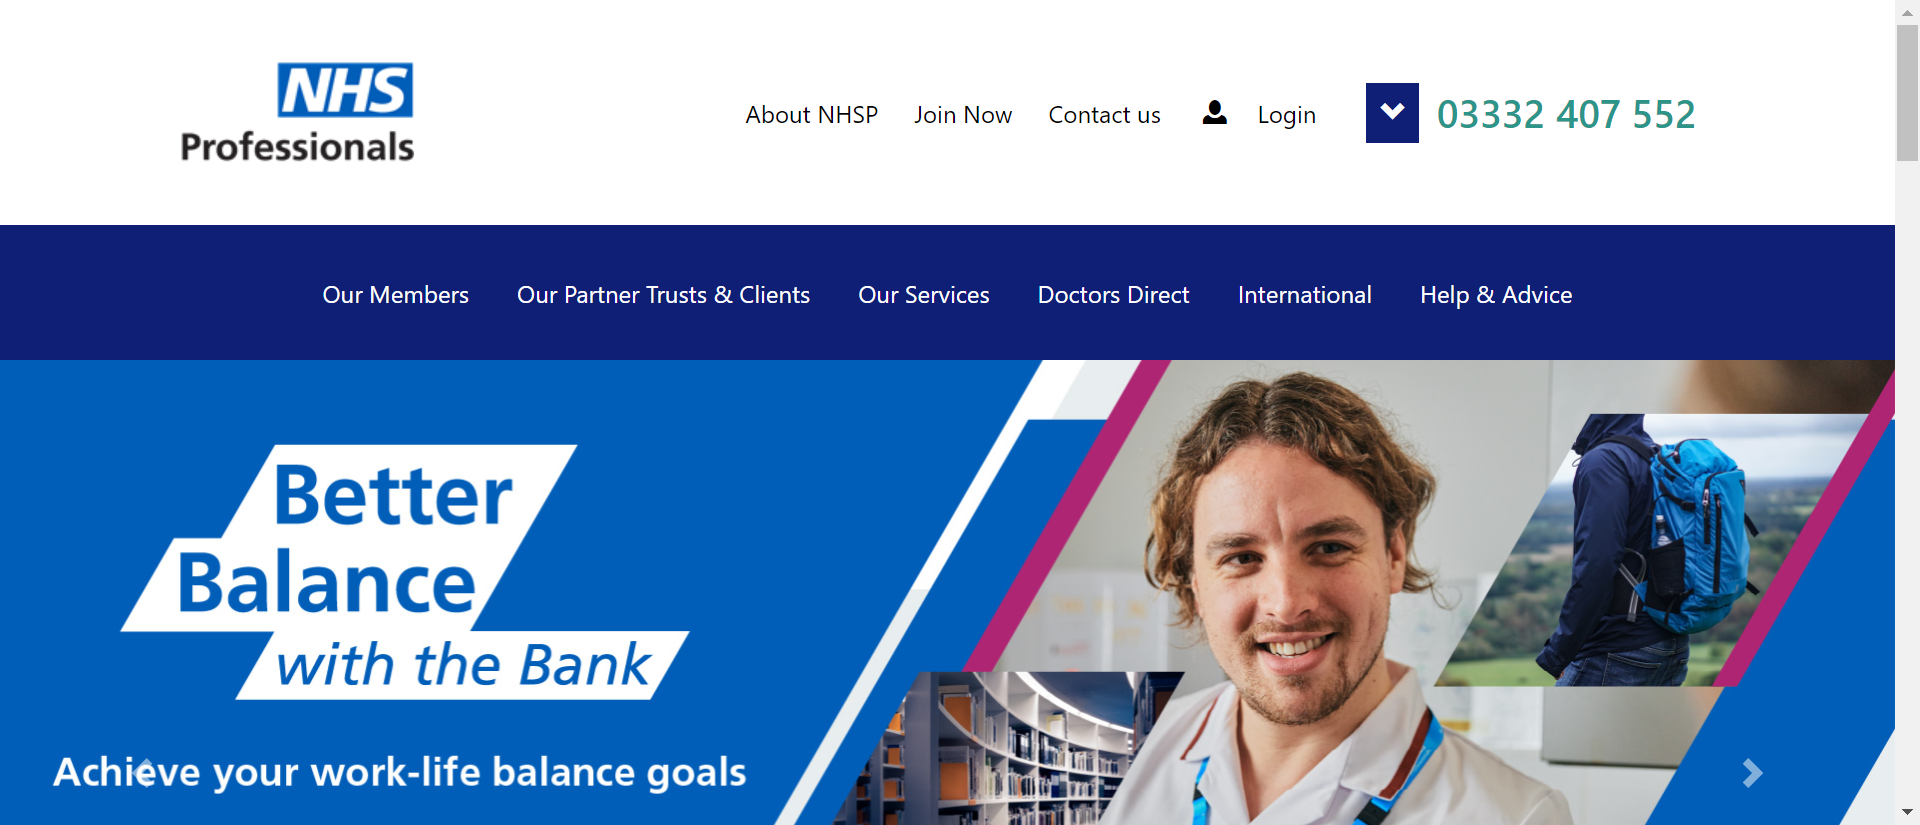 NHS
Professionals
About NHSP Join Now Contact us Login 03332 407 552
Our Members Our Partner Trusts & Clients Our Services Doctors Direct International Help & Advice
Better
Balance
with the Bank
Achieve your work-life balance goals